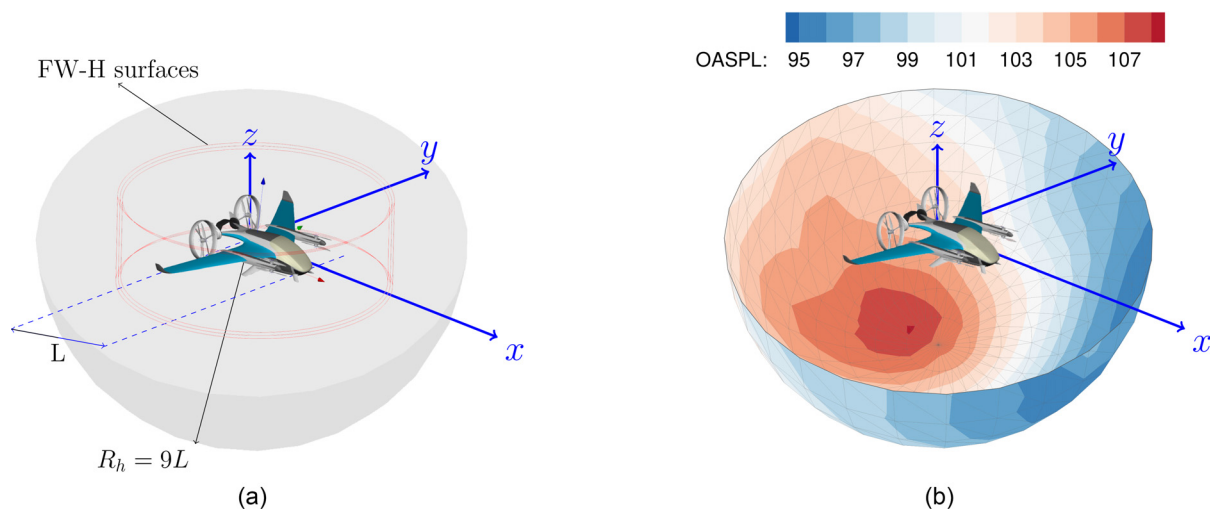 FW-H surfaces
z
y
x
L
R_h = 9L
(a)
OASPL: 95 97 99 101 103 105 107
z
y
x
(b)